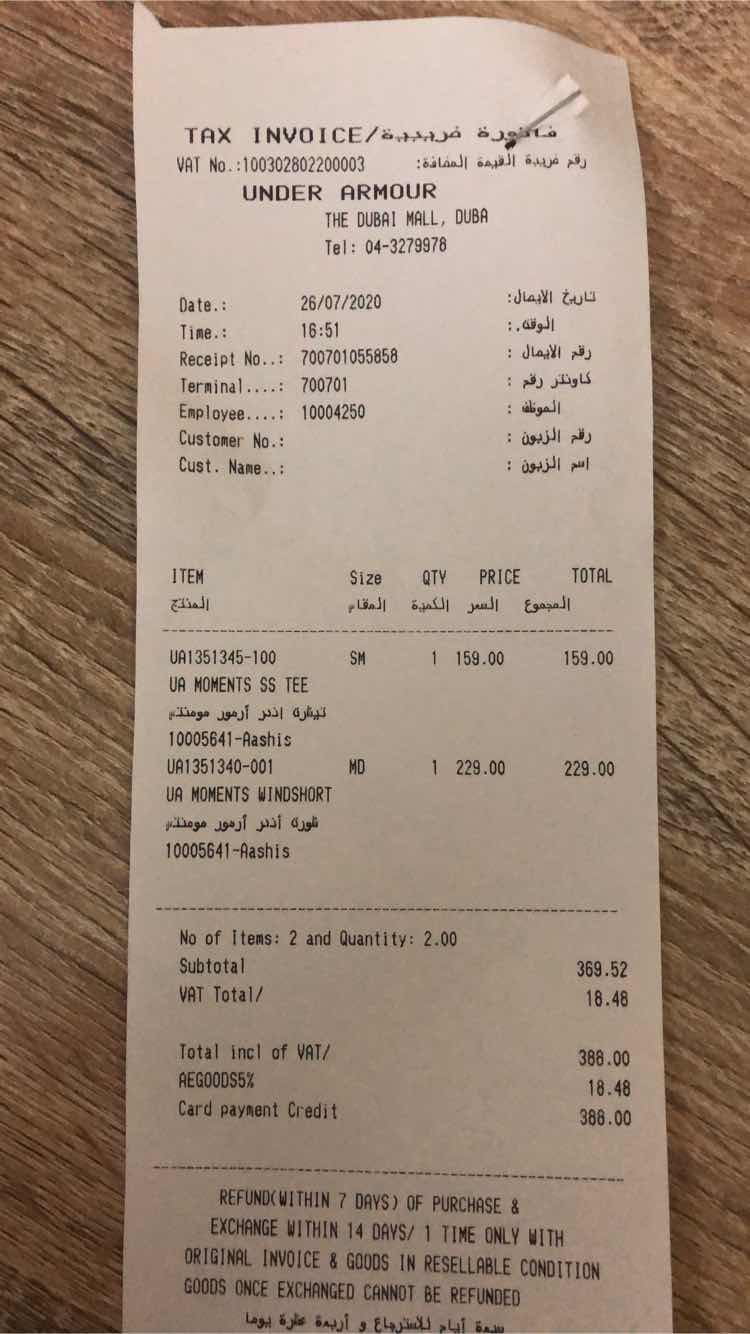 TAX INVOICE/فاتورة ضريبية
VAT No.:100302802200003 رقم ضريبة القيمة المضافة:
UNDER ARMOUR
THE DUBAI MALL, DUBA
Tel: 04-3279978
Date.: 26/07/2020 تاريخ الايصال:
Time.: 16:51 الوقت.:
Receipt No..: 700701055858 رقم الايصال :
Terminal....: 700701 كاونتر رقم :
Employee....: 10004250 الموظف :
Customer No.: رقم الزبون :
Cust. Name..: اسم الزبون :
ITEM Size QTY PRICE TOTAL
المنتج المقاس الكمية السعر المجموع
UA1351345-100 SM 1 159.00 159.00
UA MOMENTS SS TEE
أرمور مومنتس
10005641-Aashis
UA1351340-001 MD 1 229.00 229.00
UA MOMENTS WINDSHORT
أندر أرمور مومنتس
10005641-Aashis
No of Items: 2 and Quantity: 2.00
Subtotal 369.52
VAT Total/ 18.48
Total incl of VAT/ 388.00
AEGOODS5% 18.48
Card payment Credit 388.00
REFUND(WITHIN 7 DAYS) OF PURCHASE &
EXCHANGE WITHIN 14 DAYS/ 1 TIME ONLY WITH
ORIGINAL INVOICE & GOODS IN RESELLABLE CONDITION
GOODS ONCE EXCHANGED CANNOT BE REFUNDED
سبعة أيام للأسترجاع و أربعة عشرة يوما